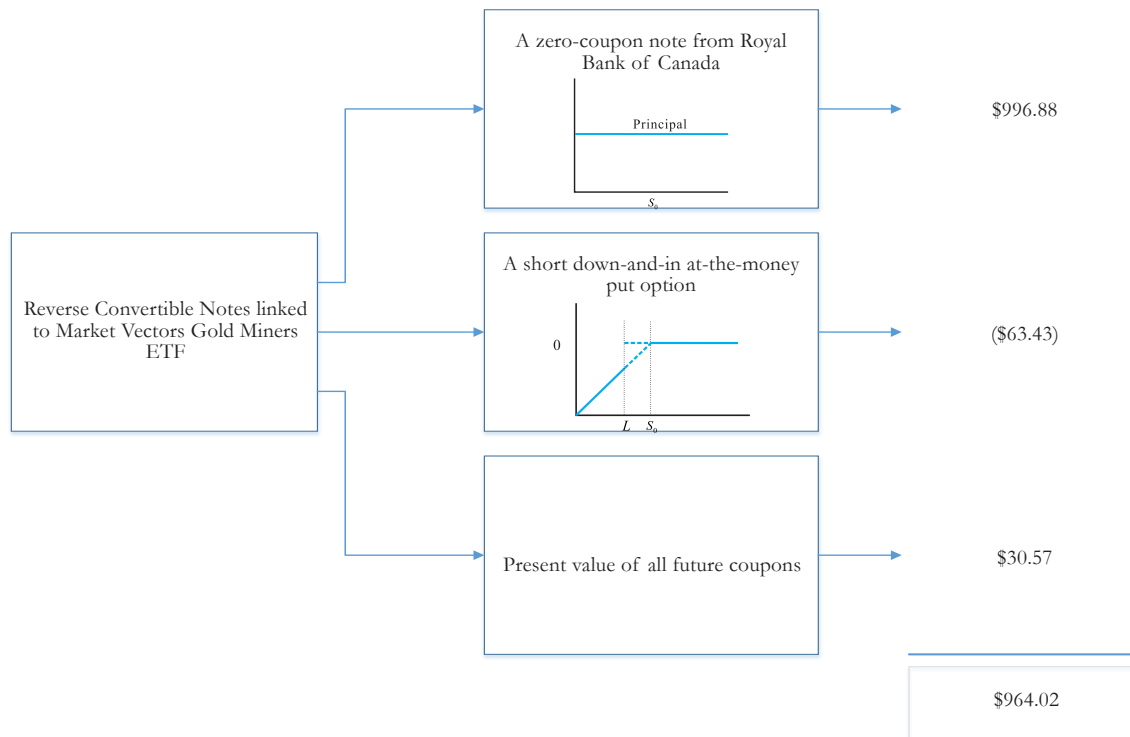 A zero-coupon note from Royal
Bank of Canada
Principal
S₀
$996.88
Reverse Convertible Notes linked
to Market Vectors Gold Miners
ETF
A short down-and-in at-the-money
put option
0
L S₀
($63.43)
Present value of all future coupons
$30.57
$964.02